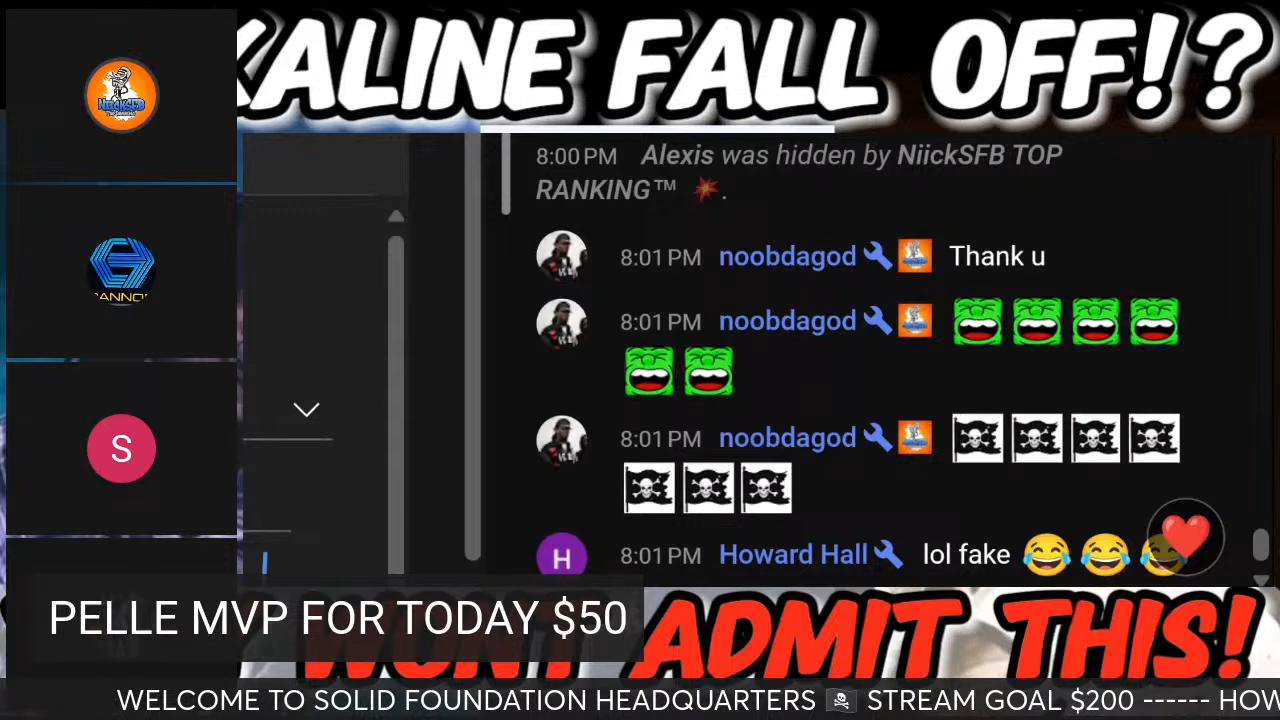 KALINE FALL OFF!?
NIICKSFB
8:00 PM Alexis was hidden by NiickSFB TOP
RANKING™ 💥.
8:01 PM noobdagod Thank u
8:01 PM noobdagod
S
8:01 PM noobdagod
H 8:01 PM Howard Hall lol fake 😂😂😂
PELLE MVP FOR TODAY $50
WONT ADMIT THIS!
WELCOME TO SOLID FOUNDATION HEADQUARTERS 🏴‍☠️ STREAM GOAL $200 ------ HOW